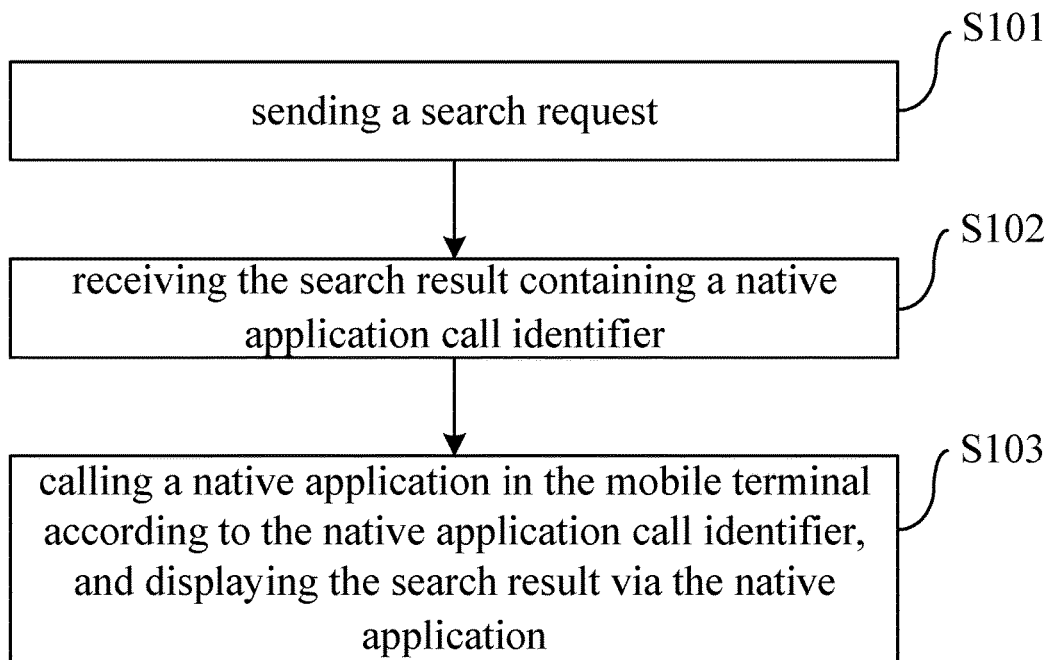 S101
sending a search request
S102
receiving the search result containing a native
application call identifier
S103
calling a native application in the mobile terminal
according to the native application call identifier,
and displaying the search result via the native
application